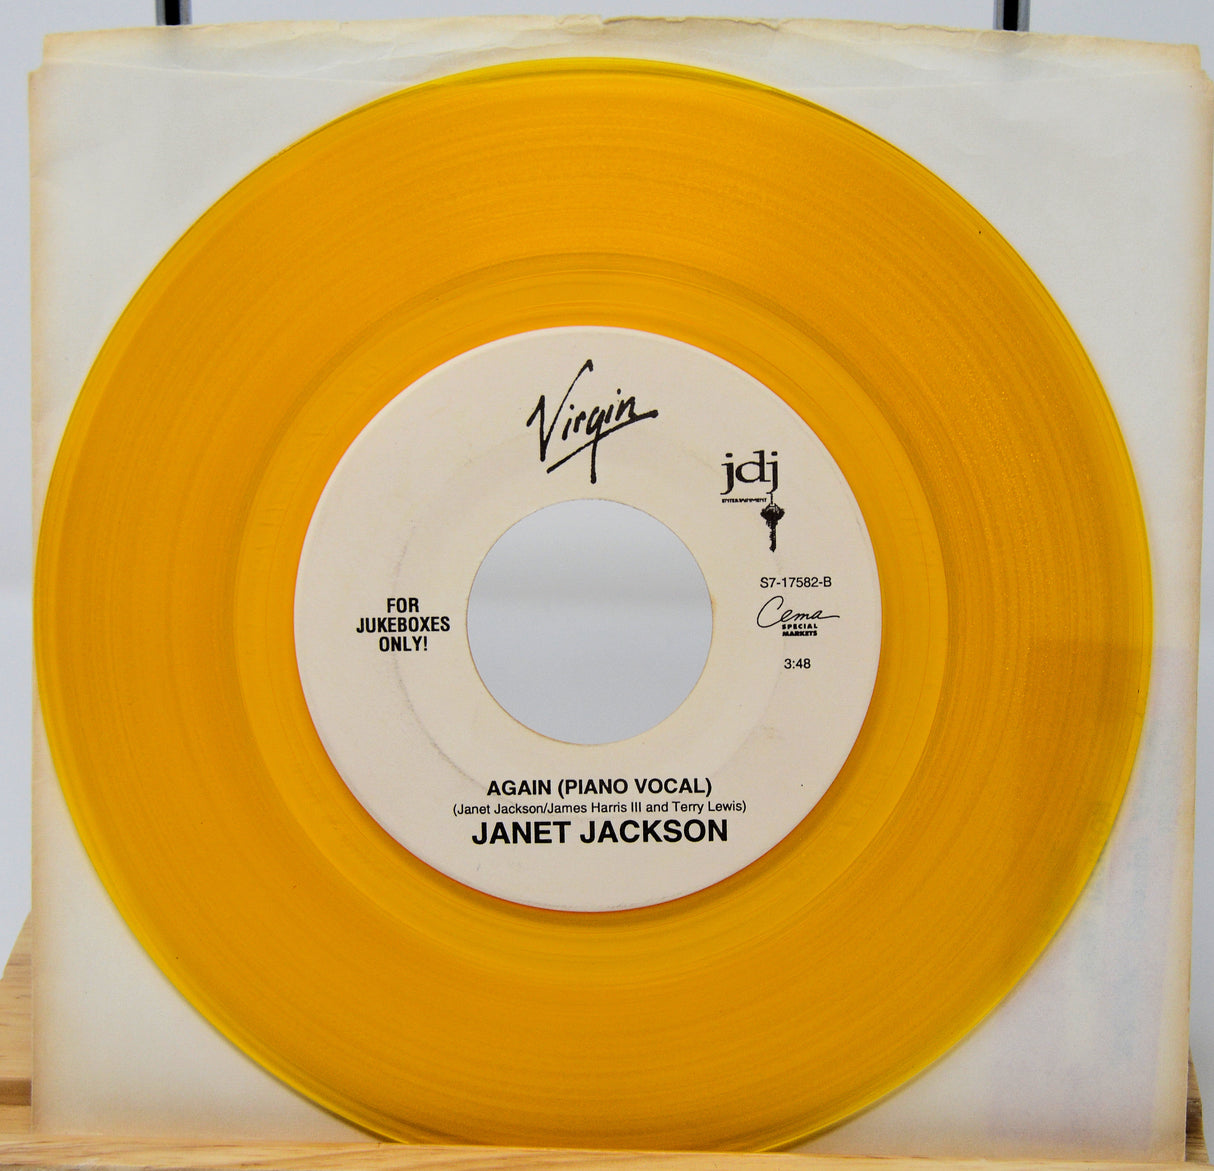 Virgin
jdj
ENTERTAINMENT
S7-17582-B
Cema
SPECIAL
MARKETS
3:48
FOR
JUKEBOXES
ONLY!
AGAIN (PIANO VOCAL)
(Janet Jackson/James Harris III and Terry Lewis)
JANET JACKSON